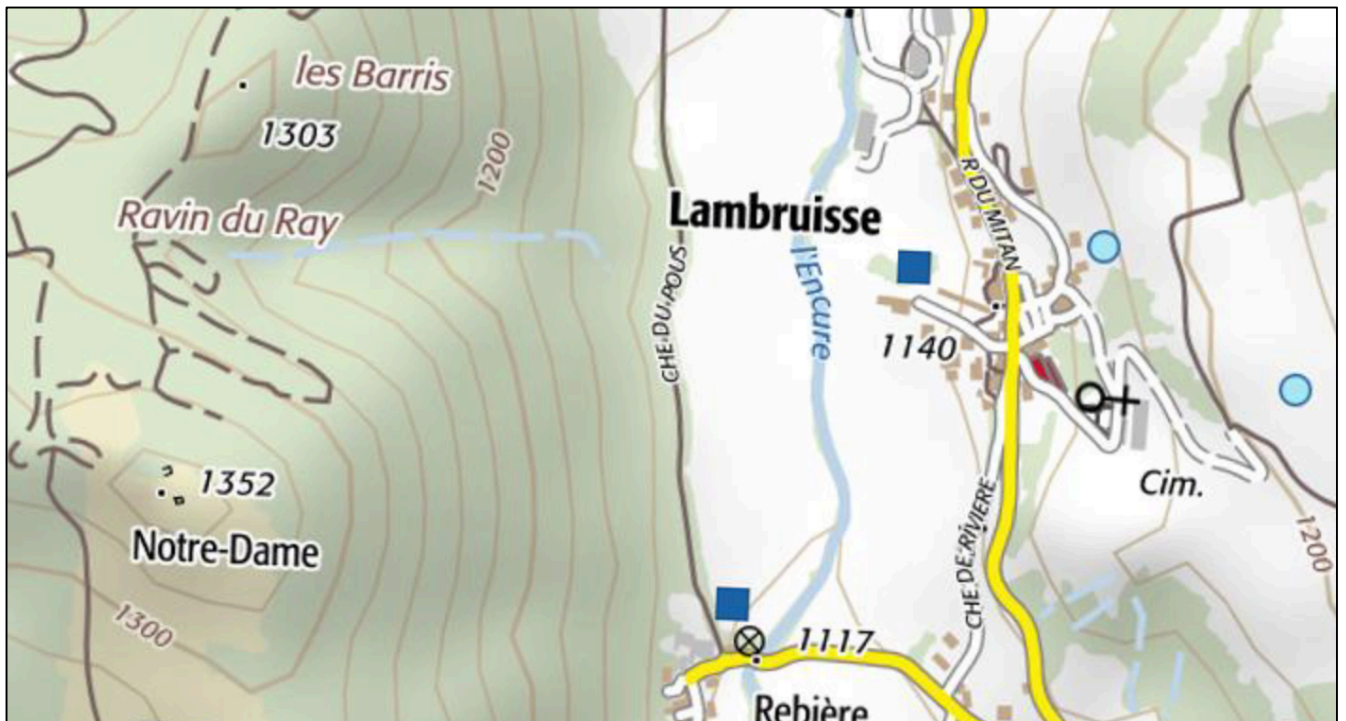 les Barris
1303
1200
Ravin du Ray
R DU MITAN
Lambruisse
CHE DU POUS
l'Encure
1140
1352
Cim.
Notre-Dame
CHE DE RIVIERE
1200
1300
1117
Rebière